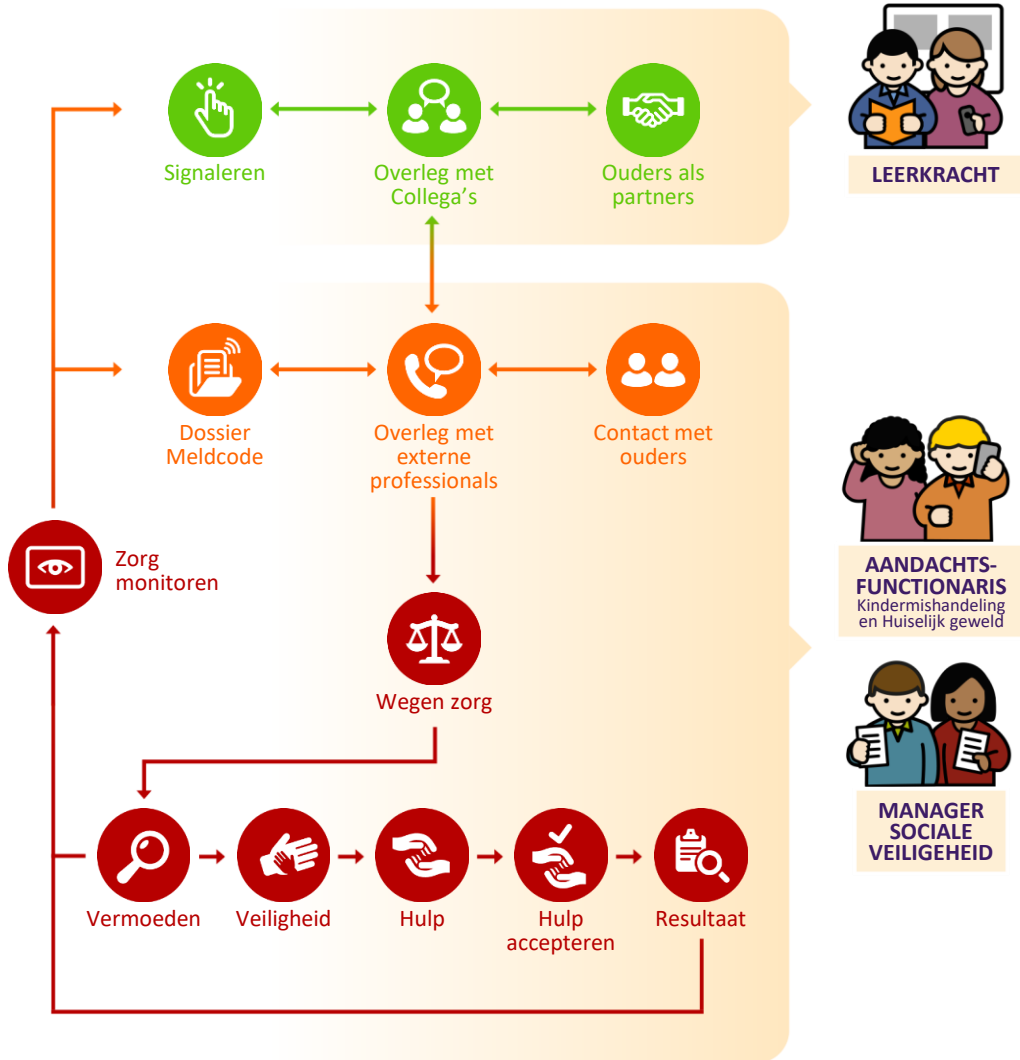 Signaleren
Overleg met
Collega's
Ouders als
partners
LEERKRACHT
Dossier
Meldcode
Overleg met
externe
professionals
Contact met
ouders
Zorg
monitoren
AANDACHTS-
FUNCTIONARIS
Kindermishandeling
en Huiselijk geweld
Wegen zorg
MANAGER
SOCIALE
VEILIGEHEID
Vermoeden
Veiligheid
Hulp
Hulp
accepteren
Resultaat